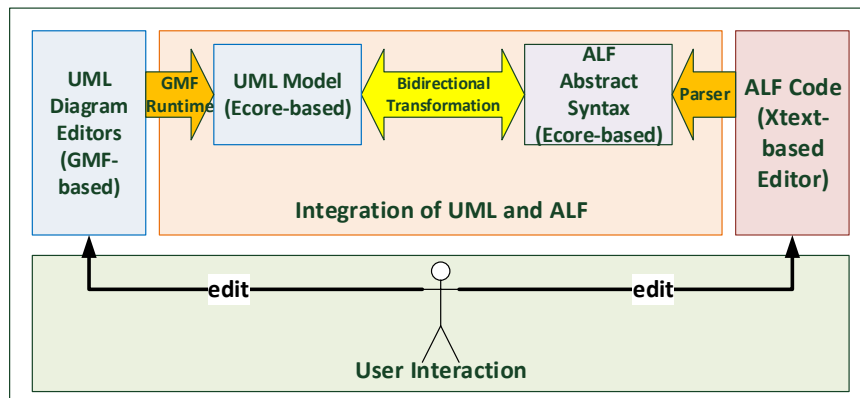 UML
Diagram
Editors
(GMF-
based)
GMF
Runtime
UML Model
(Ecore-based)
Bidirectional
Transformation
ALF
Abstract
Syntax
(Ecore-based)
Parser
ALF Code
(Xtext-
based
Editor)
Integration of UML and ALF
edit
edit
User Interaction